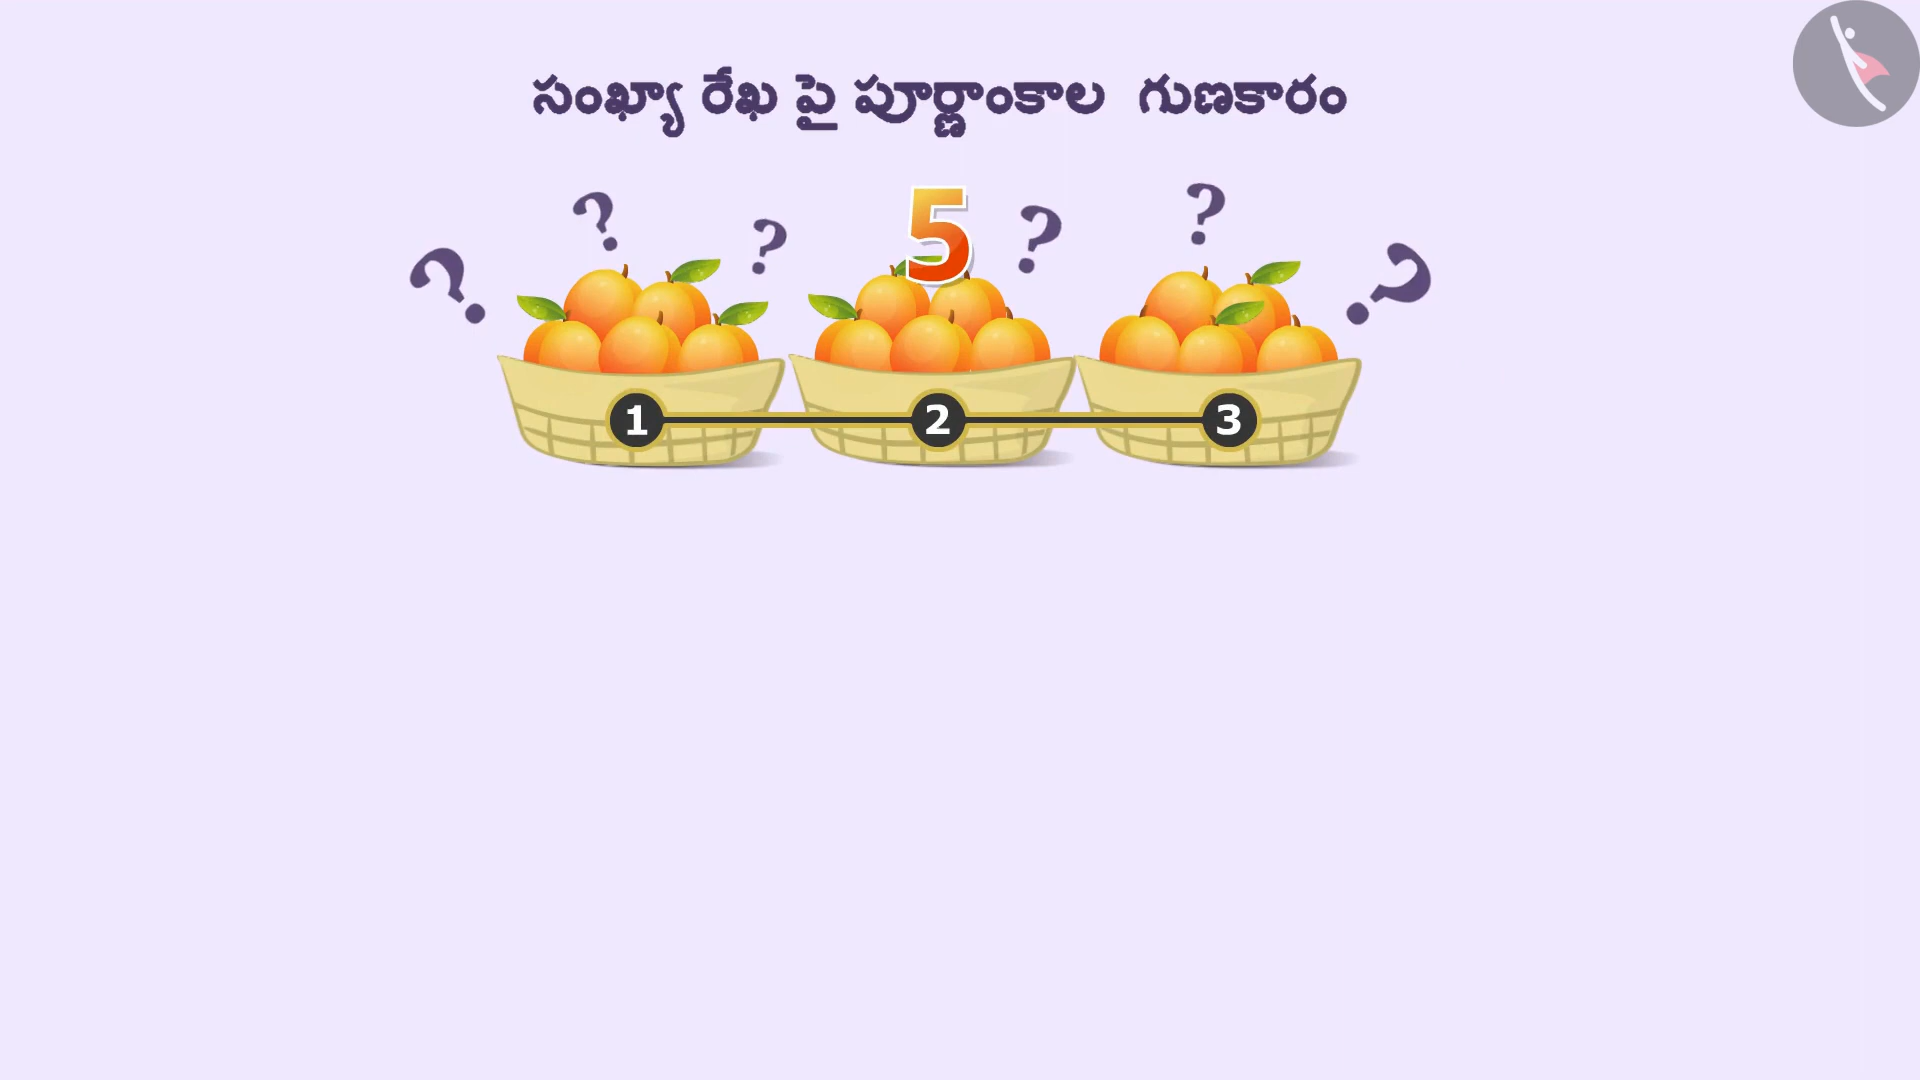 సంఖ్యా రేఖ పై పూర్ణాంకాల గుణకారం
? ? ? 5 ? ? ?
1 2 3